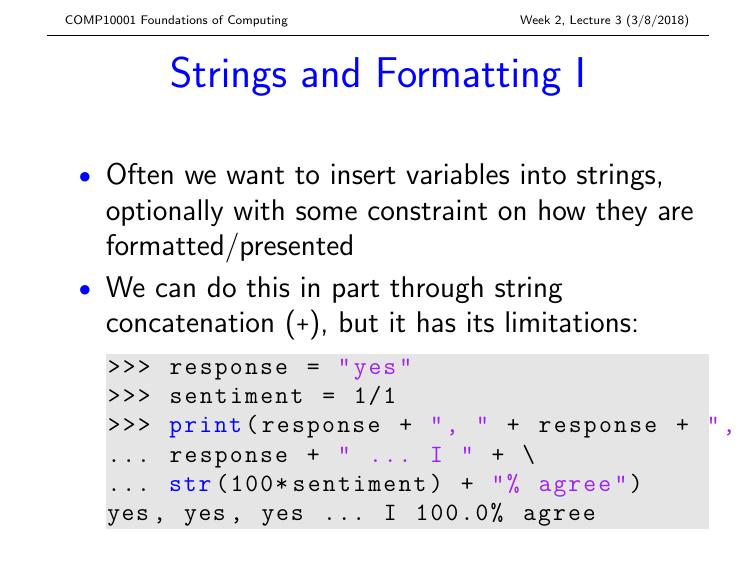 COMP10001 Foundations of Computing Week 2, Lecture 3 (3/8/2018)
Strings and Formatting I
• Often we want to insert variables into strings,
optionally with some constraint on how they are
formatted/presented
• We can do this in part through string
concatenation (+), but it has its limitations:
>>> response = "yes"
>>> sentiment = 1/1
>>> print(response + ", " + response + ",
... response + " ... I " + \
... str(100*sentiment) + "% agree")
yes, yes, yes ... I 100.0% agree